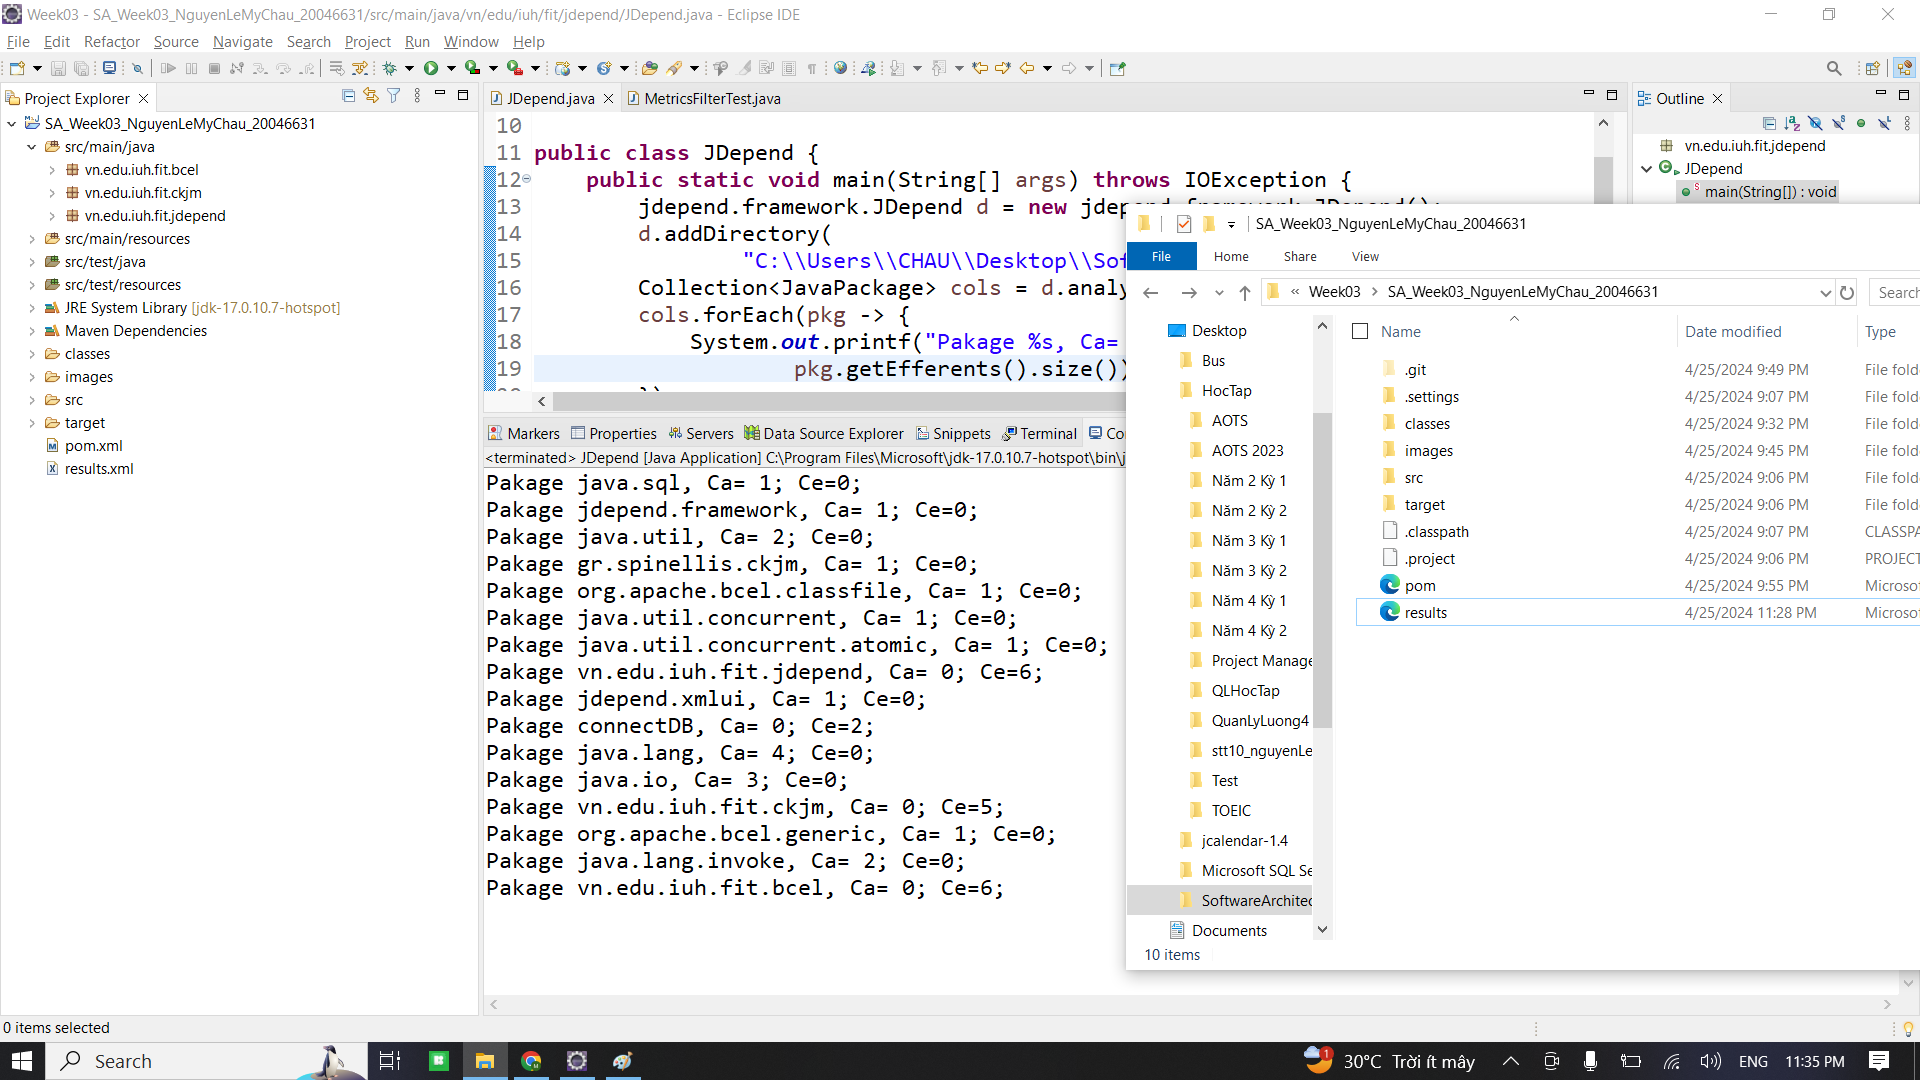 Week03 - SA_Week03_NguyenLeMyChau_20046631/src/main/java/vn/edu/iuh/fit/jdepend/JDepend.java - Eclipse IDE
File Edit Refactor Source Navigate Search Project Run Window Help
Project Explorer
SA_Week03_NguyenLeMyChau_20046631
src/main/java
vn.edu.iuh.fit.bcel
vn.edu.iuh.fit.ckjm
vn.edu.iuh.fit.jdepend
src/main/resources
src/test/java
src/test/resources
JRE System Library [jdk-17.0.10.7-hotspot]
Maven Dependencies
classes
images
src
target
pom.xml
results.xml
JDepend.java MetricsFilterTest.java
10
11 public class JDepend {
12 public static void main(String[] args) throws IOException {
13 jdepend.framework.JDepend d = new jdepend.framework.JDepend();
14 d.addDirectory(
15 "C:\\Users\\CHAU\\Desktop\\Sof
16 Collection<JavaPackage> cols = d.analy
17 cols.forEach(pkg -> {
18 System.out.printf("Pakage %s, Ca=
19 pkg.getEfferents().size())
Markers Properties Servers Data Source Explorer Snippets Terminal Co
<terminated> JDepend [Java Application] C:\Program Files\Microsoft\jdk-17.0.10.7-hotspot\bin\j
Pakage java.sql, Ca= 1; Ce=0;
Pakage jdepend.framework, Ca= 1; Ce=0;
Pakage java.util, Ca= 2; Ce=0;
Pakage gr.spinellis.ckjm, Ca= 1; Ce=0;
Pakage org.apache.bcel.classfile, Ca= 1; Ce=0;
Pakage java.util.concurrent, Ca= 1; Ce=0;
Pakage java.util.concurrent.atomic, Ca= 1; Ce=0;
Pakage vn.edu.iuh.fit.jdepend, Ca= 0; Ce=6;
Pakage jdepend.xmlui, Ca= 1; Ce=0;
Pakage connectDB, Ca= 0; Ce=2;
Pakage java.lang, Ca= 4; Ce=0;
Pakage java.io, Ca= 3; Ce=0;
Pakage vn.edu.iuh.fit.ckjm, Ca= 0; Ce=5;
Pakage org.apache.bcel.generic, Ca= 1; Ce=0;
Pakage java.lang.invoke, Ca= 2; Ce=0;
Pakage vn.edu.iuh.fit.bcel, Ca= 0; Ce=6;
Outline
vn.edu.iuh.fit.jdepend
JDepend
main(String[]) : void
SA_Week03_NguyenLeMyChau_20046631
File Home Share View
« Week03 > SA_Week03_NguyenLeMyChau_20046631
Search
Desktop
Bus
HocTap
AOTS
AOTS 2023
Năm 2 Kỳ 1
Năm 2 Kỳ 2
Năm 3 Kỳ 1
Năm 3 Kỳ 2
Năm 4 Kỳ 1
Năm 4 Kỳ 2
Project Manage
QLHocTap
QuanLyLuong4
stt10_nguyenLe
Test
TOEIC
jcalendar-1.4
Microsoft SQL Se
SoftwareArchitec
Documents
Name Date modified Type
.git 4/25/2024 9:49 PM File fold
.settings 4/25/2024 9:07 PM File fold
classes 4/25/2024 9:32 PM File fold
images 4/25/2024 9:45 PM File fold
src 4/25/2024 9:06 PM File fold
target 4/25/2024 9:06 PM File fold
.classpath 4/25/2024 9:07 PM CLASSPA
.project 4/25/2024 9:06 PM PROJECT
pom 4/25/2024 9:55 PM Microsof
results 4/25/2024 11:28 PM Microsof
10 items
0 items selected
Search
1
30°C Trời ít mây
ENG
11:35 PM